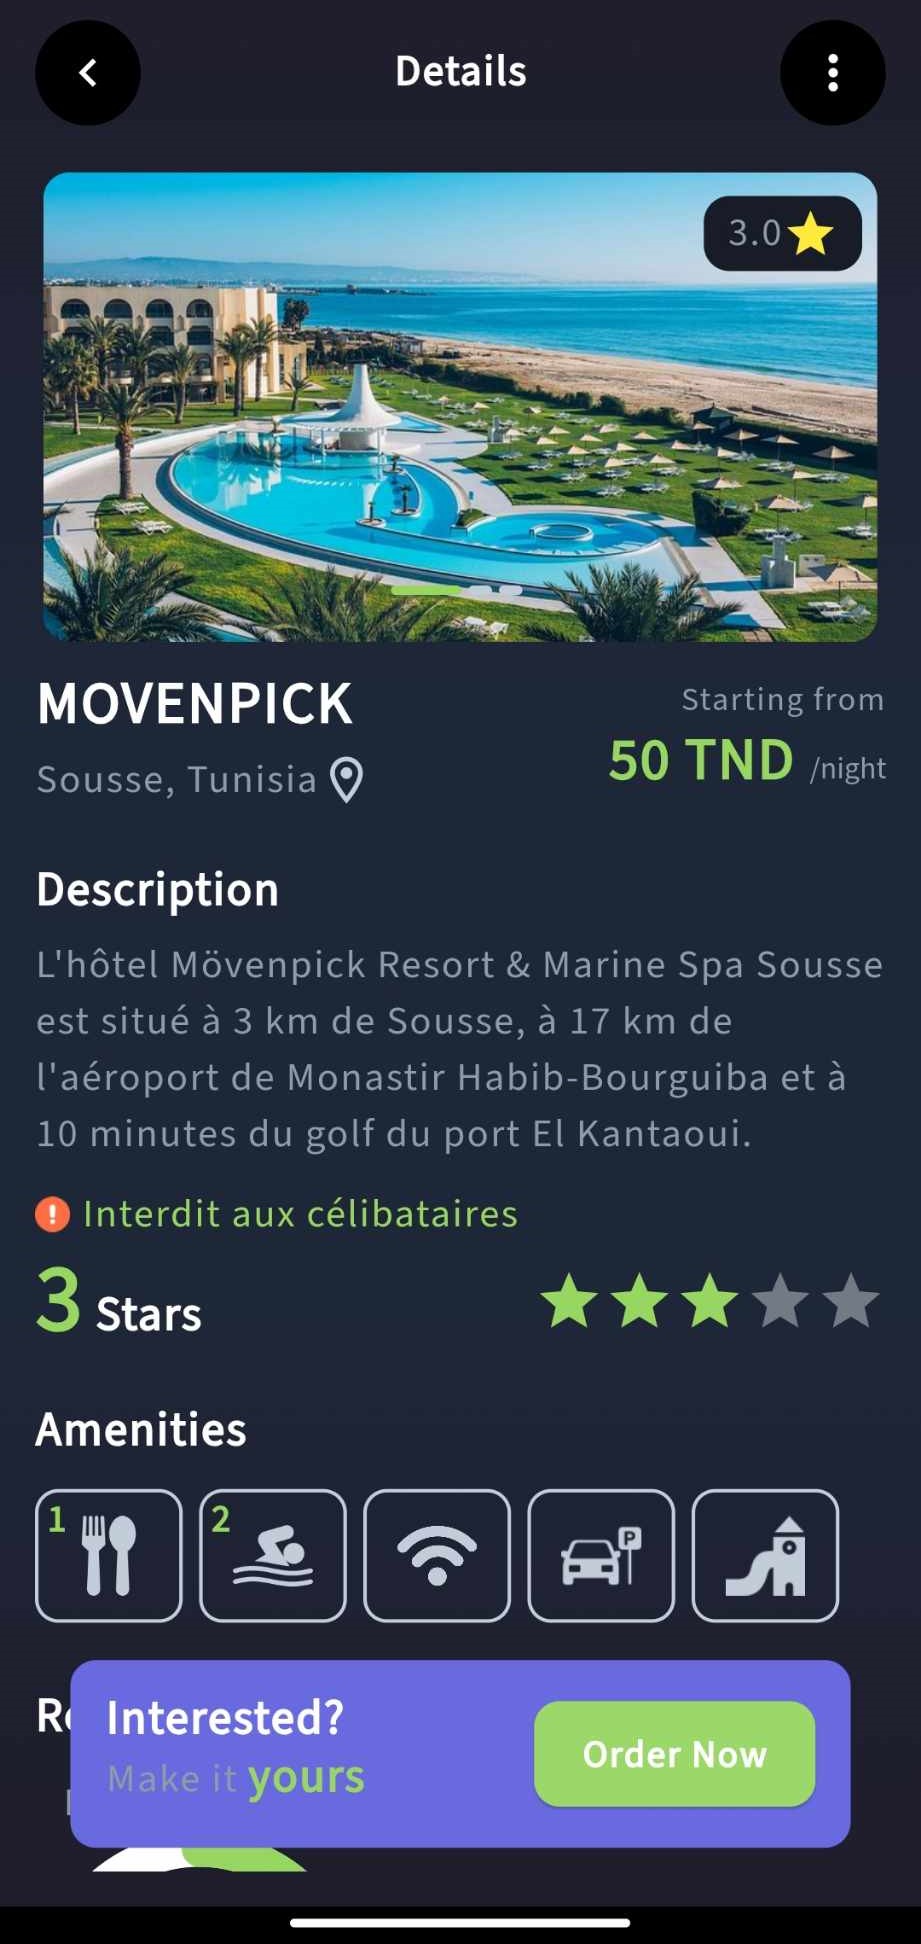 Details
3.0
MOVENPICK
Starting from
Sousse, Tunisia
50 TND /night
Description
L'hôtel Mövenpick Resort & Marine Spa Sousse
est situé à 3 km de Sousse, à 17 km de
l'aéroport de Monastir Habib-Bourguiba et à
10 minutes du golf du port El Kantaoui.
Interdit aux célibataires
3 Stars
Amenities
1
2
P
Interested?
Make it yours
Order Now